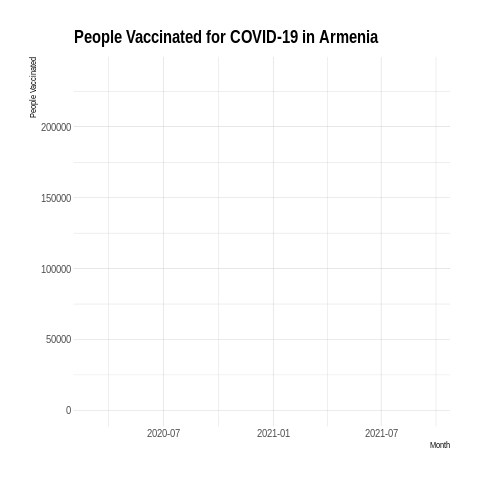 People Vaccinated for COVID-19 in Armenia
People Vaccinated
200000
150000
100000
50000
0
2020-07 2021-01 2021-07
Month